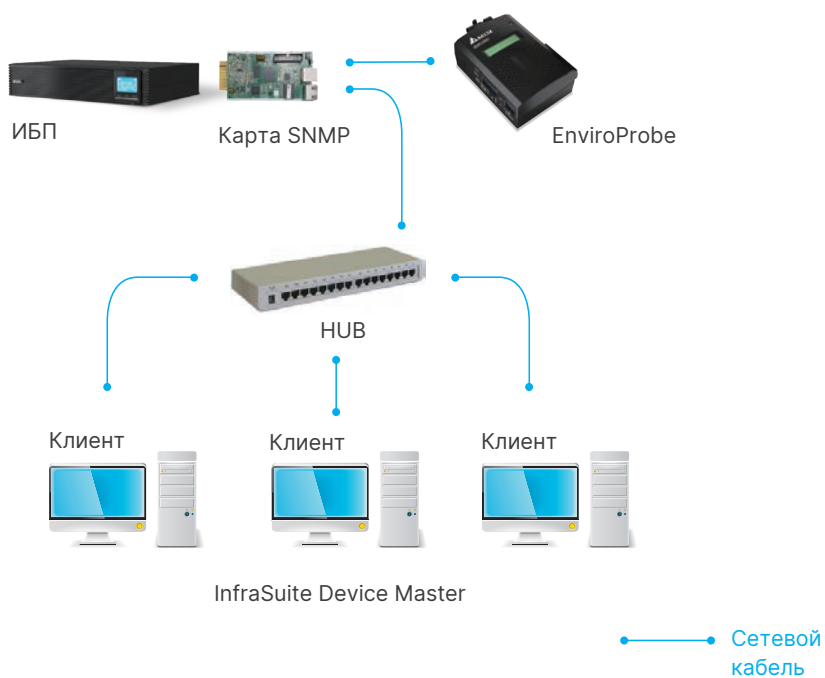 ИБП
Карта SNMP
EnviroProbe
HUB
Клиент
Клиент
Клиент
InfraSuite Device Master
Сетевой
кабель